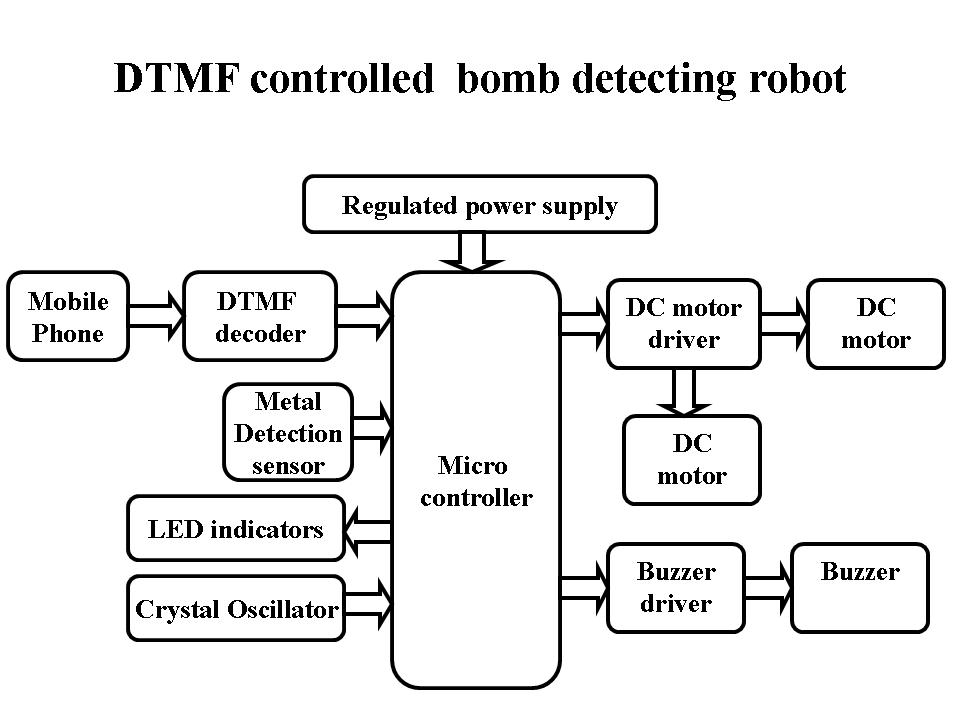 DTMF controlled  bomb detecting robot
Regulated power supply
Mobile
Phone
DTMF
decoder
DC motor
driver
DC
motor
Metal
Detection
sensor
DC
motor
Micro
controller
LED indicators
Crystal Oscillator
Buzzer
driver
Buzzer